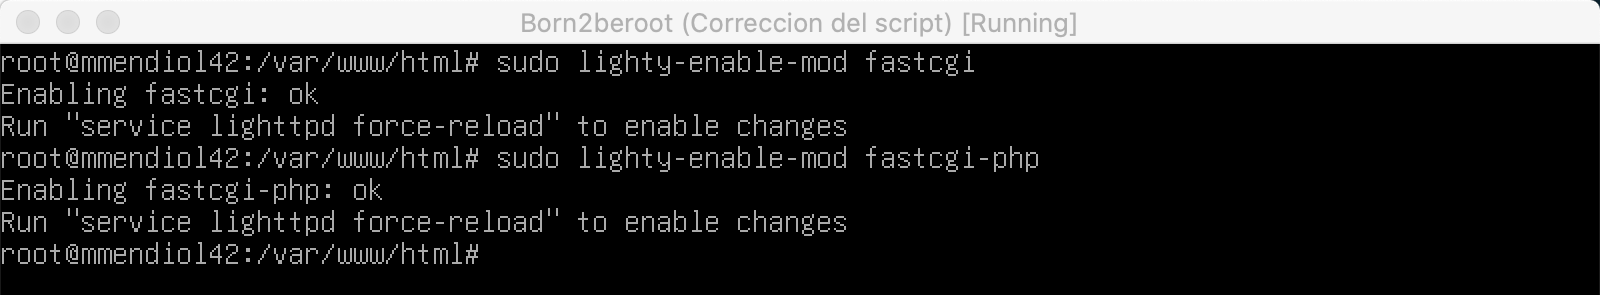 Born2beroot (Correccion del script) [Running]
root@mmendiol42:/var/www/html# sudo lighty-enable-mod fastcgi
Enabling fastcgi: ok
Run "service lighttpd force-reload" to enable changes
root@mmendiol42:/var/www/html# sudo lighty-enable-mod fastcgi-php
Enabling fastcgi-php: ok
Run "service lighttpd force-reload" to enable changes
root@mmendiol42:/var/www/html#